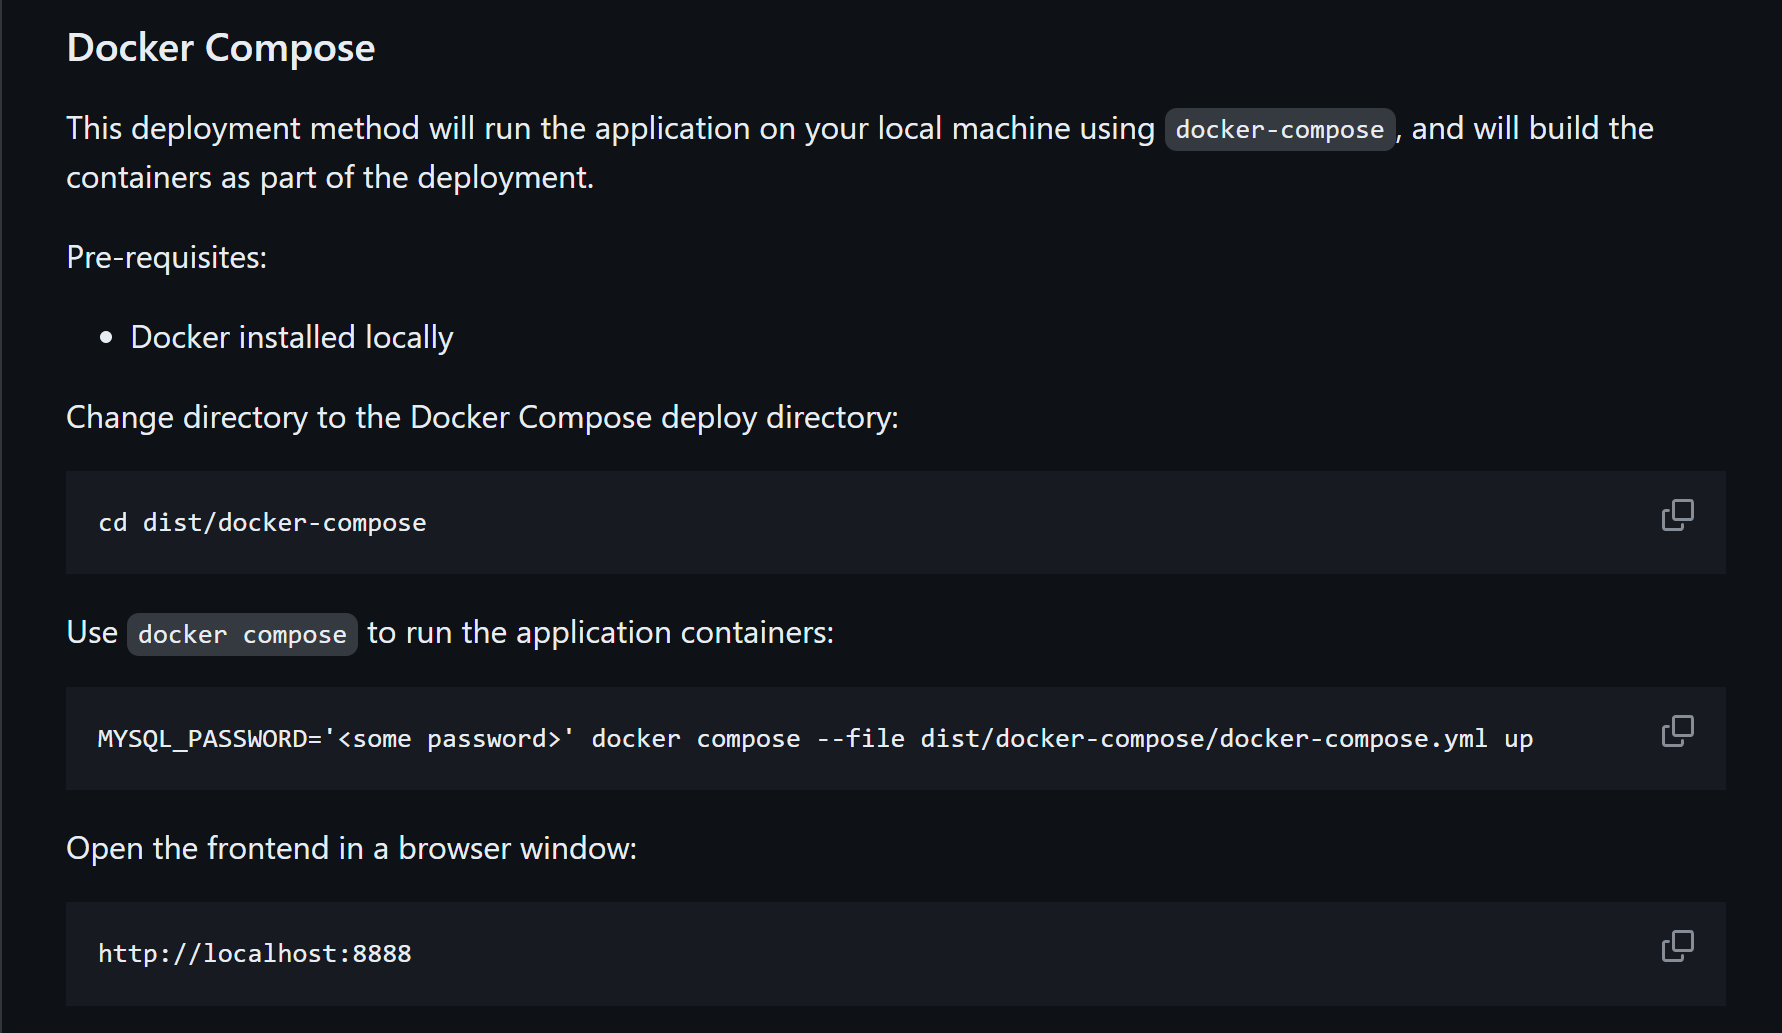 Docker Compose
This deployment method will run the application on your local machine using docker-compose, and will build the
containers as part of the deployment.
Pre-requisites:
• Docker installed locally
Change directory to the Docker Compose deploy directory:
cd dist/docker-compose
Use docker compose to run the application containers:
MYSQL_PASSWORD='<some password>' docker compose --file dist/docker-compose/docker-compose.yml up
Open the frontend in a browser window:
http://localhost:8888